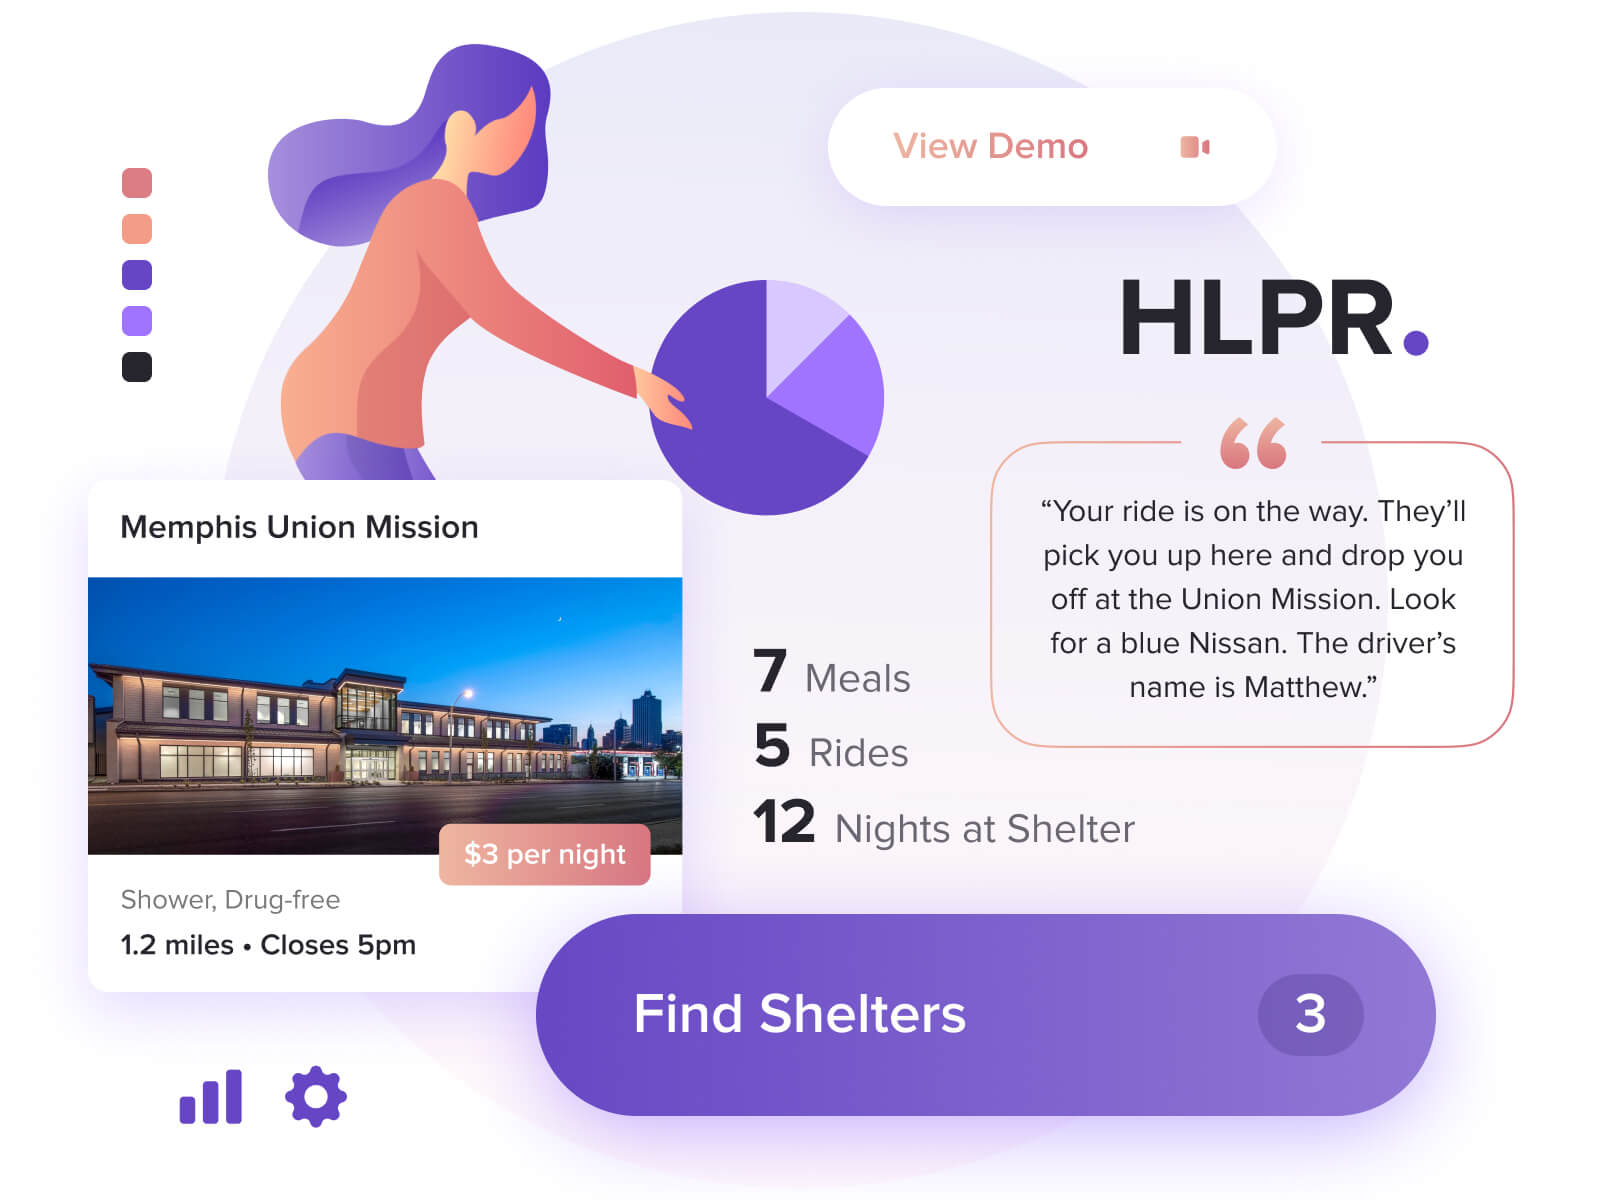 View Demo
HLPR.
“Your ride is on the way. They’ll
pick you up here and drop you
off at the Union Mission. Look
for a blue Nissan. The driver’s
name is Matthew.”
Memphis Union Mission
$3 per night
Shower, Drug-free
1.2 miles • Closes 5pm
7 Meals
5 Rides
12 Nights at Shelter
Find Shelters 3